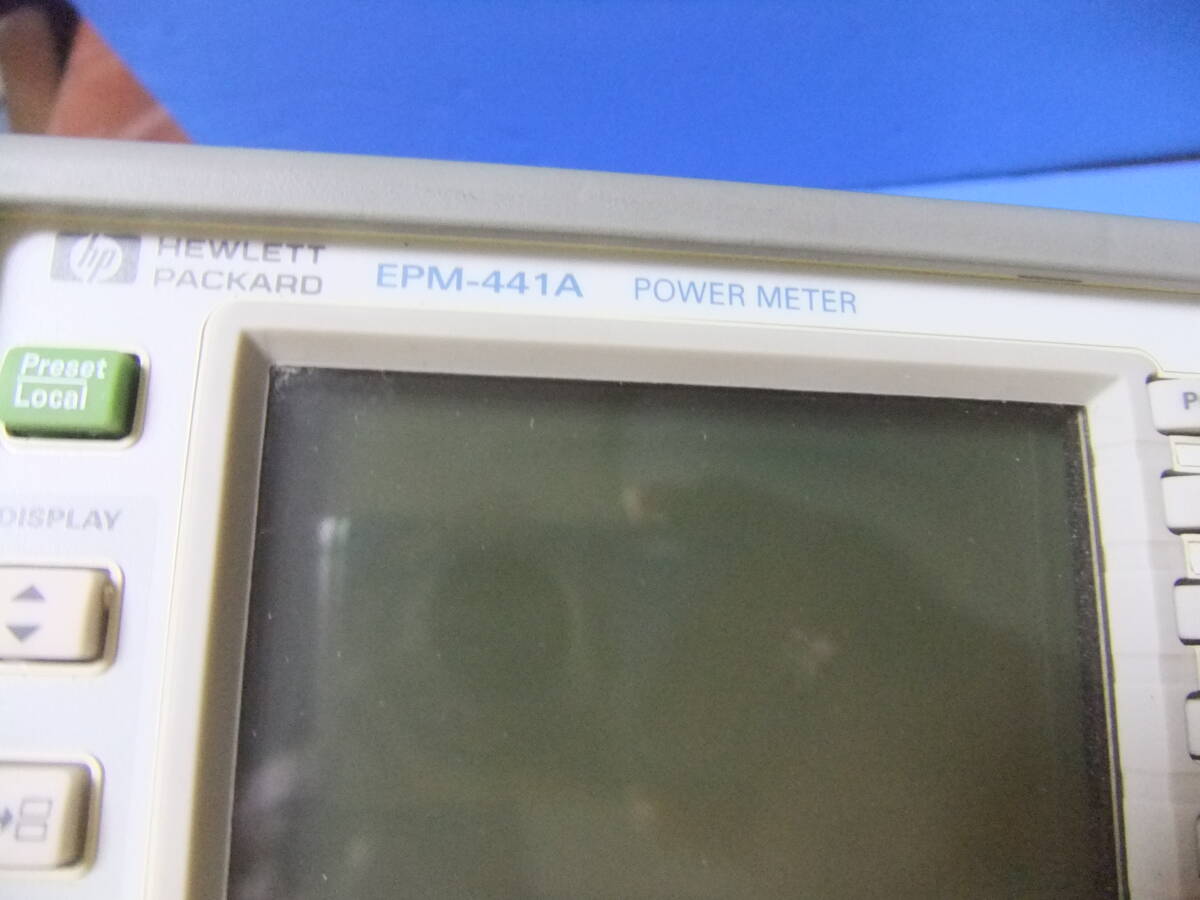 hp HEWLETT
PACKARD
EPM-441A POWER METER
Preset
Local
DISPLAY